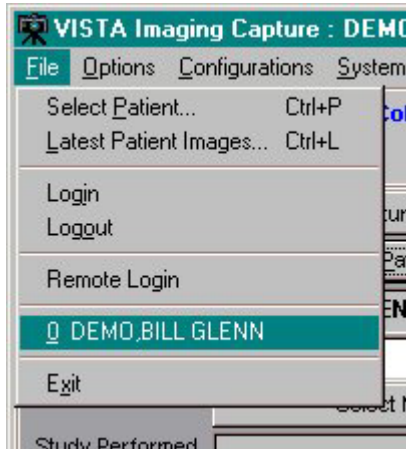 VISTA Imaging Capture : DEMO
File Options Configurations System
Select Patient... Ctrl+P
Latest Patient Images... Ctrl+L
Login
Logout
Remote Login
0 DEMO,BILL GLENN
Exit
Study Performed